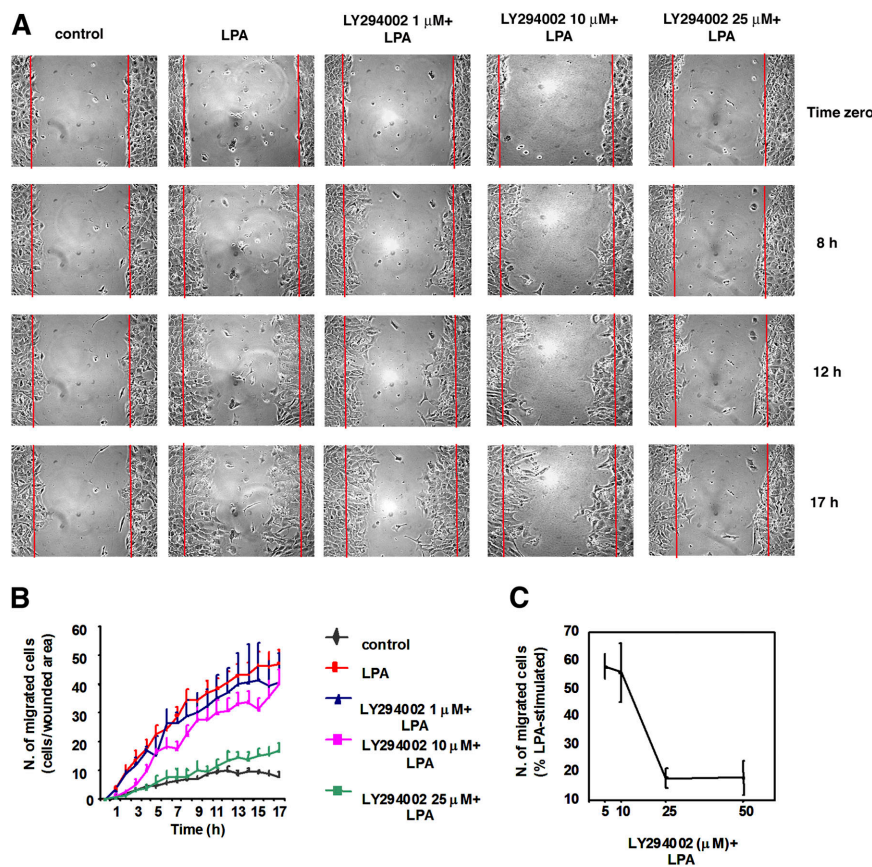 A
control
LPA
LY294002 1 μM+
LPA
LY294002 10 μM+
LPA
LY294002 25 μM+
LPA
Time zero
8 h
12 h
17 h
B
N. of migrated cells
(cells/wounded area)
60
50
40
30
20
10
0
1 3 5 7 9 11 13 15 17
Time (h)
control
LPA
LY294002 1 μM+
LPA
LY294002 10 μM+
LPA
LY294002 25 μM+
LPA
C
N. of migrated cells
(% LPA-stimulated)
70
60
50
40
30
20
10
5 10 25 50
LY294002 (μM)+
LPA